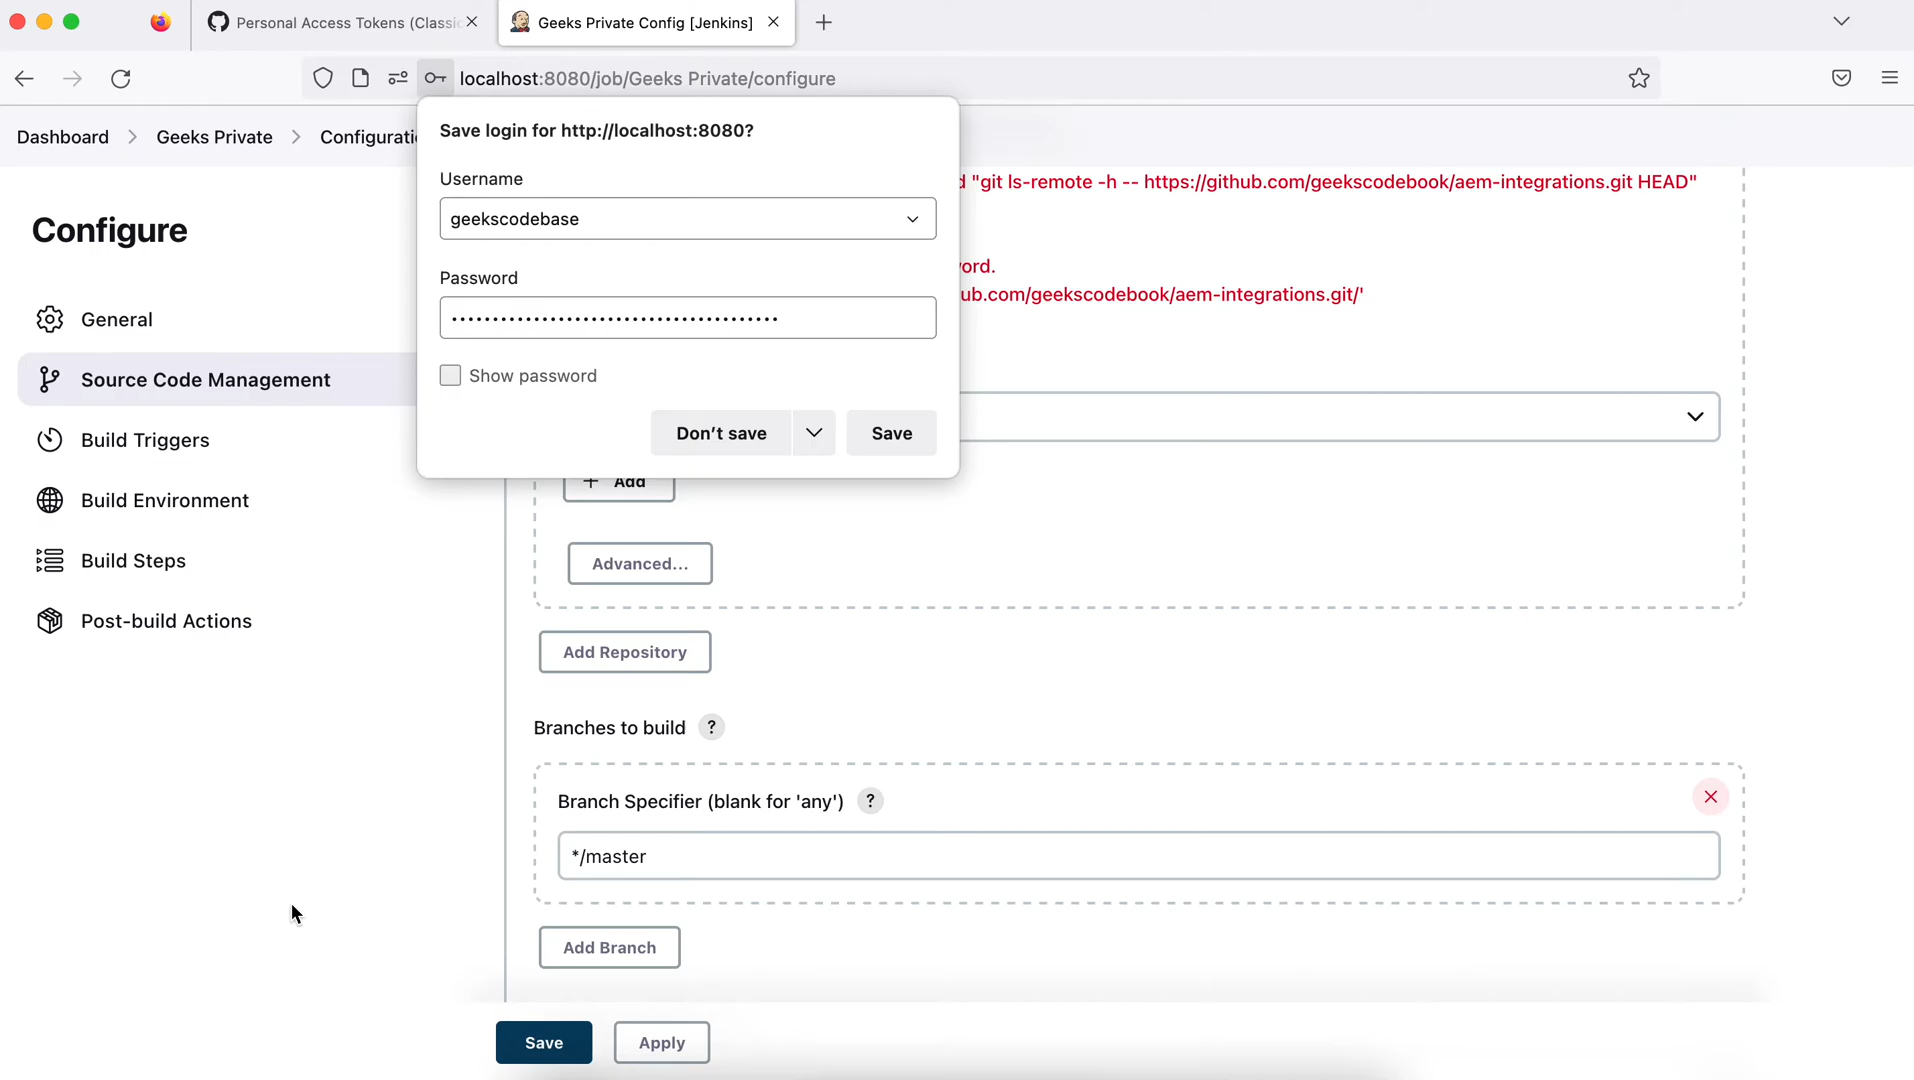 Personal Access Tokens (Classi
Geeks Private Config [Jenkins]
localhost:8080/job/Geeks Private/configure
Dashboard
Geeks Private
Configurati
Save login for http://localhost:8080?
Username
geekscodebase
Password
••••••••••••••••••••••••••••••••••••••••
Show password
Don't save
Save
d "git ls-remote -h -- https://github.com/geekscodebook/aem-integrations.git HEAD"
ord.
ub.com/geekscodebook/aem-integrations.git/'
Configure
General
Source Code Management
Build Triggers
Build Environment
Build Steps
Post-build Actions
+ Add
Advanced...
Add Repository
Branches to build ?
Branch Specifier (blank for 'any') ?
*/master
Add Branch
Save
Apply